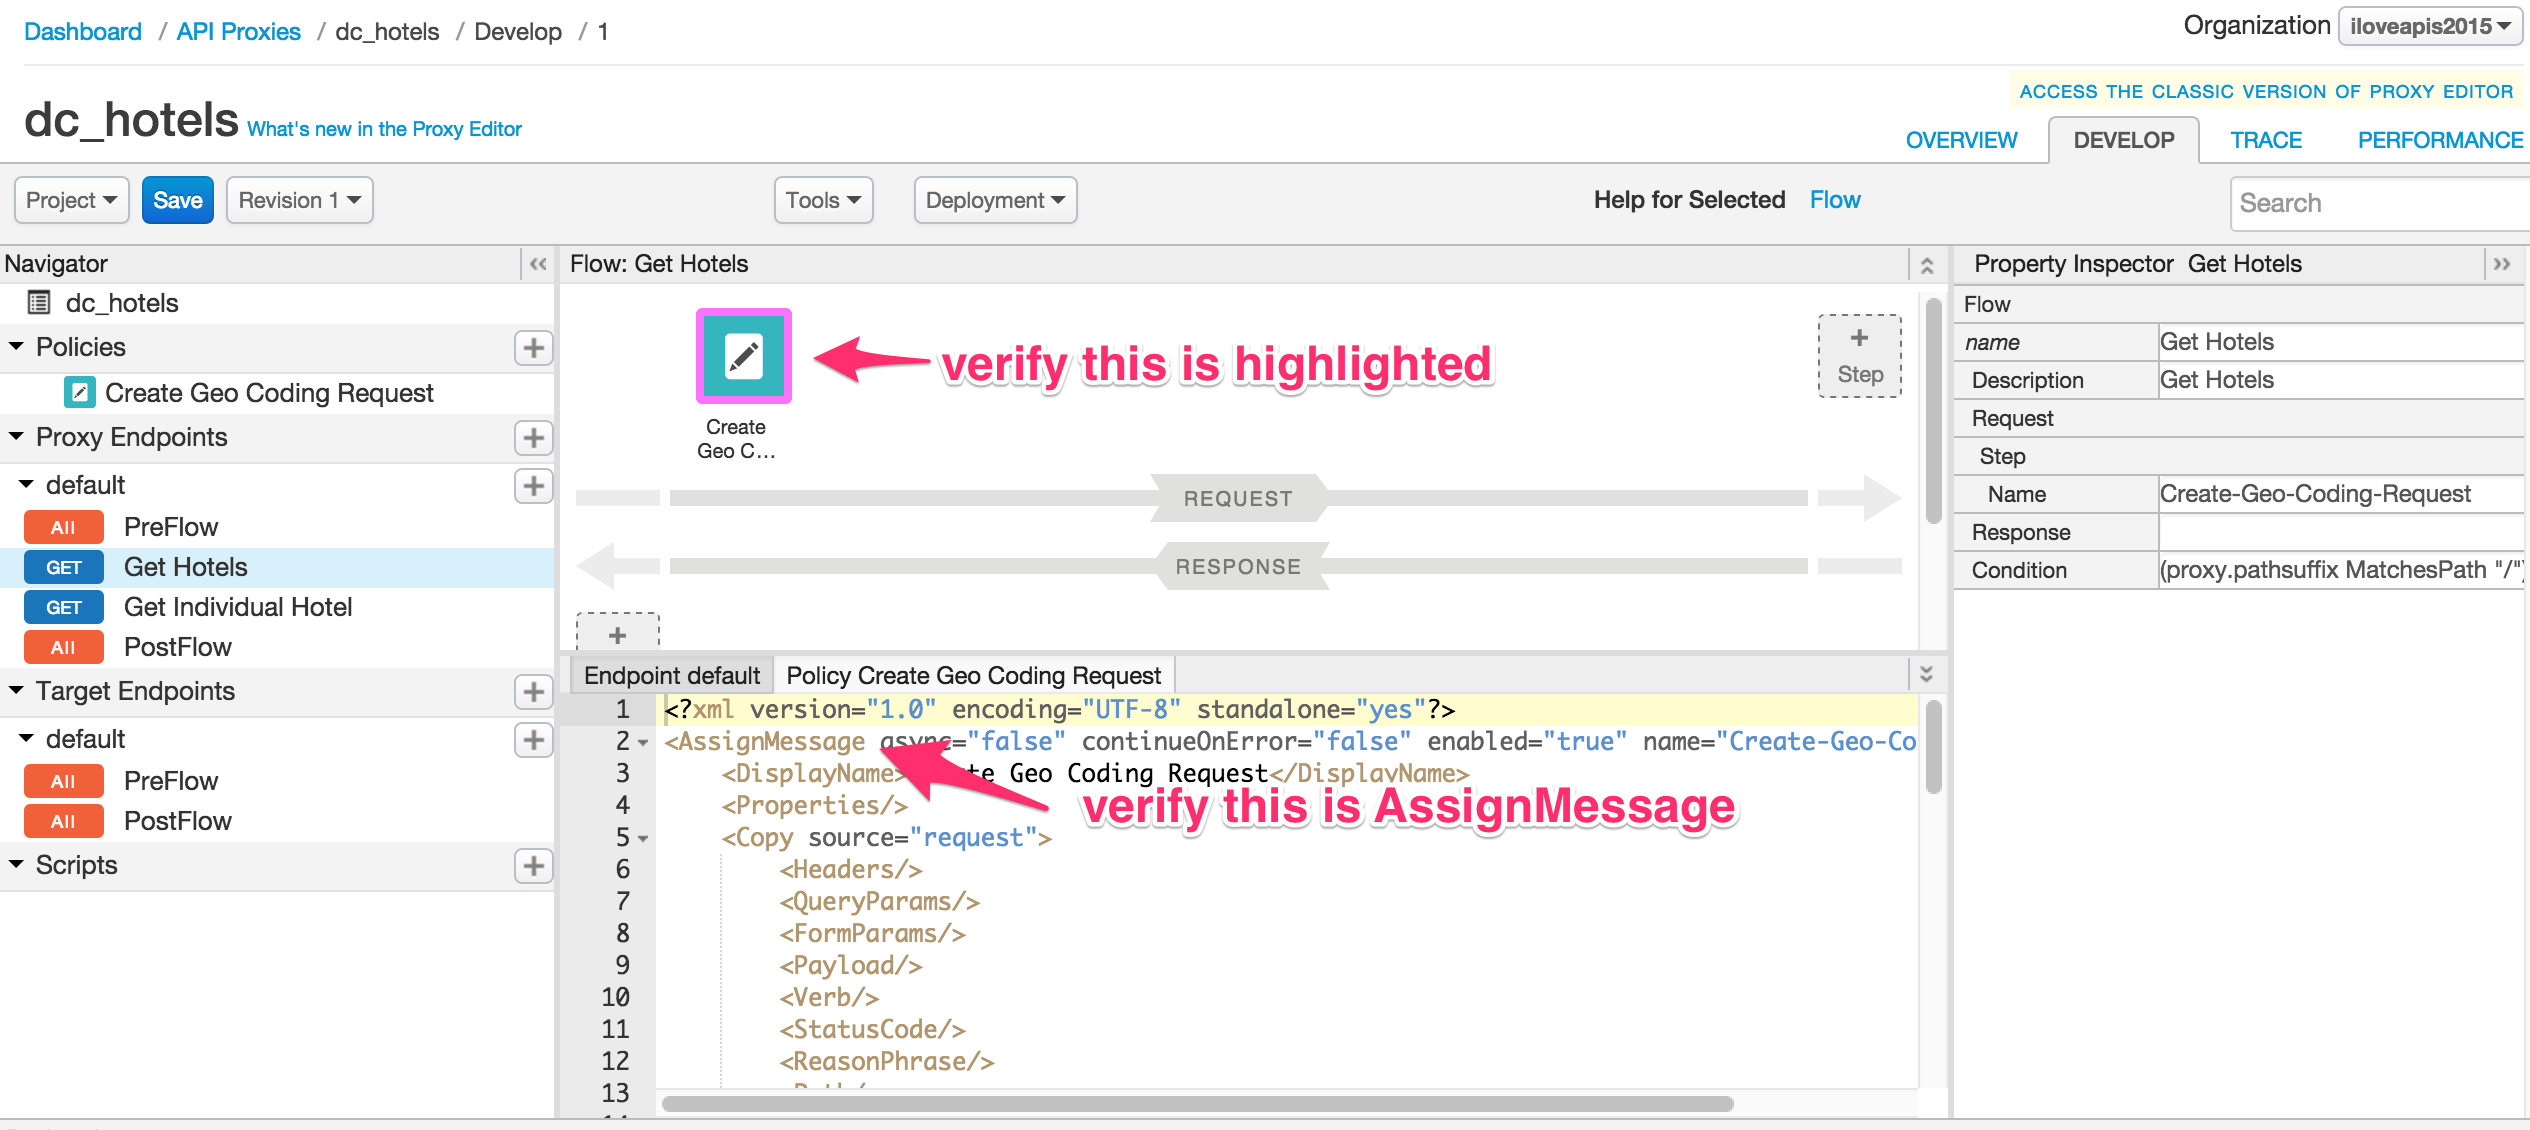 Dashboard / API Proxies / dc_hotels / Develop / 1
Organization iloveapis2015
ACCESS THE CLASSIC VERSION OF PROXY EDITOR
dc_hotels What's new in the Proxy Editor
OVERVIEW DEVELOP TRACE PERFORMANCE
Project Save Revision 1 Tools Deployment Help for Selected Flow Search
Navigator
dc_hotels
Policies
Create Geo Coding Request
Proxy Endpoints
default
All PreFlow
GET Get Hotels
GET Get Individual Hotel
All PostFlow
Target Endpoints
default
All PreFlow
All PostFlow
Scripts
Flow: Get Hotels
verify this is highlighted
+
Step
Create
Geo C...
REQUEST
RESPONSE
+
Endpoint default Policy Create Geo Coding Request
1 <?xml version="1.0" encoding="UTF-8" standalone="yes"?>
2 <AssignMessage async="false" continueOnError="false" enabled="true" name="Create-Geo-Co
3 <DisplayName> te Geo Coding Request</DisplayName>
verify this is AssignMessage
4 <Properties/>
5 <Copy source="request">
6 <Headers/>
7 <QueryParams/>
8 <FormParams/>
9 <Payload/>
10 <Verb/>
11 <StatusCode/>
12 <ReasonPhrase/>
13
Property Inspector Get Hotels
Flow
name Get Hotels
Description Get Hotels
Request
Step
Name Create-Geo-Coding-Request
Response
Condition (proxy.pathsuffix MatchesPath "/")